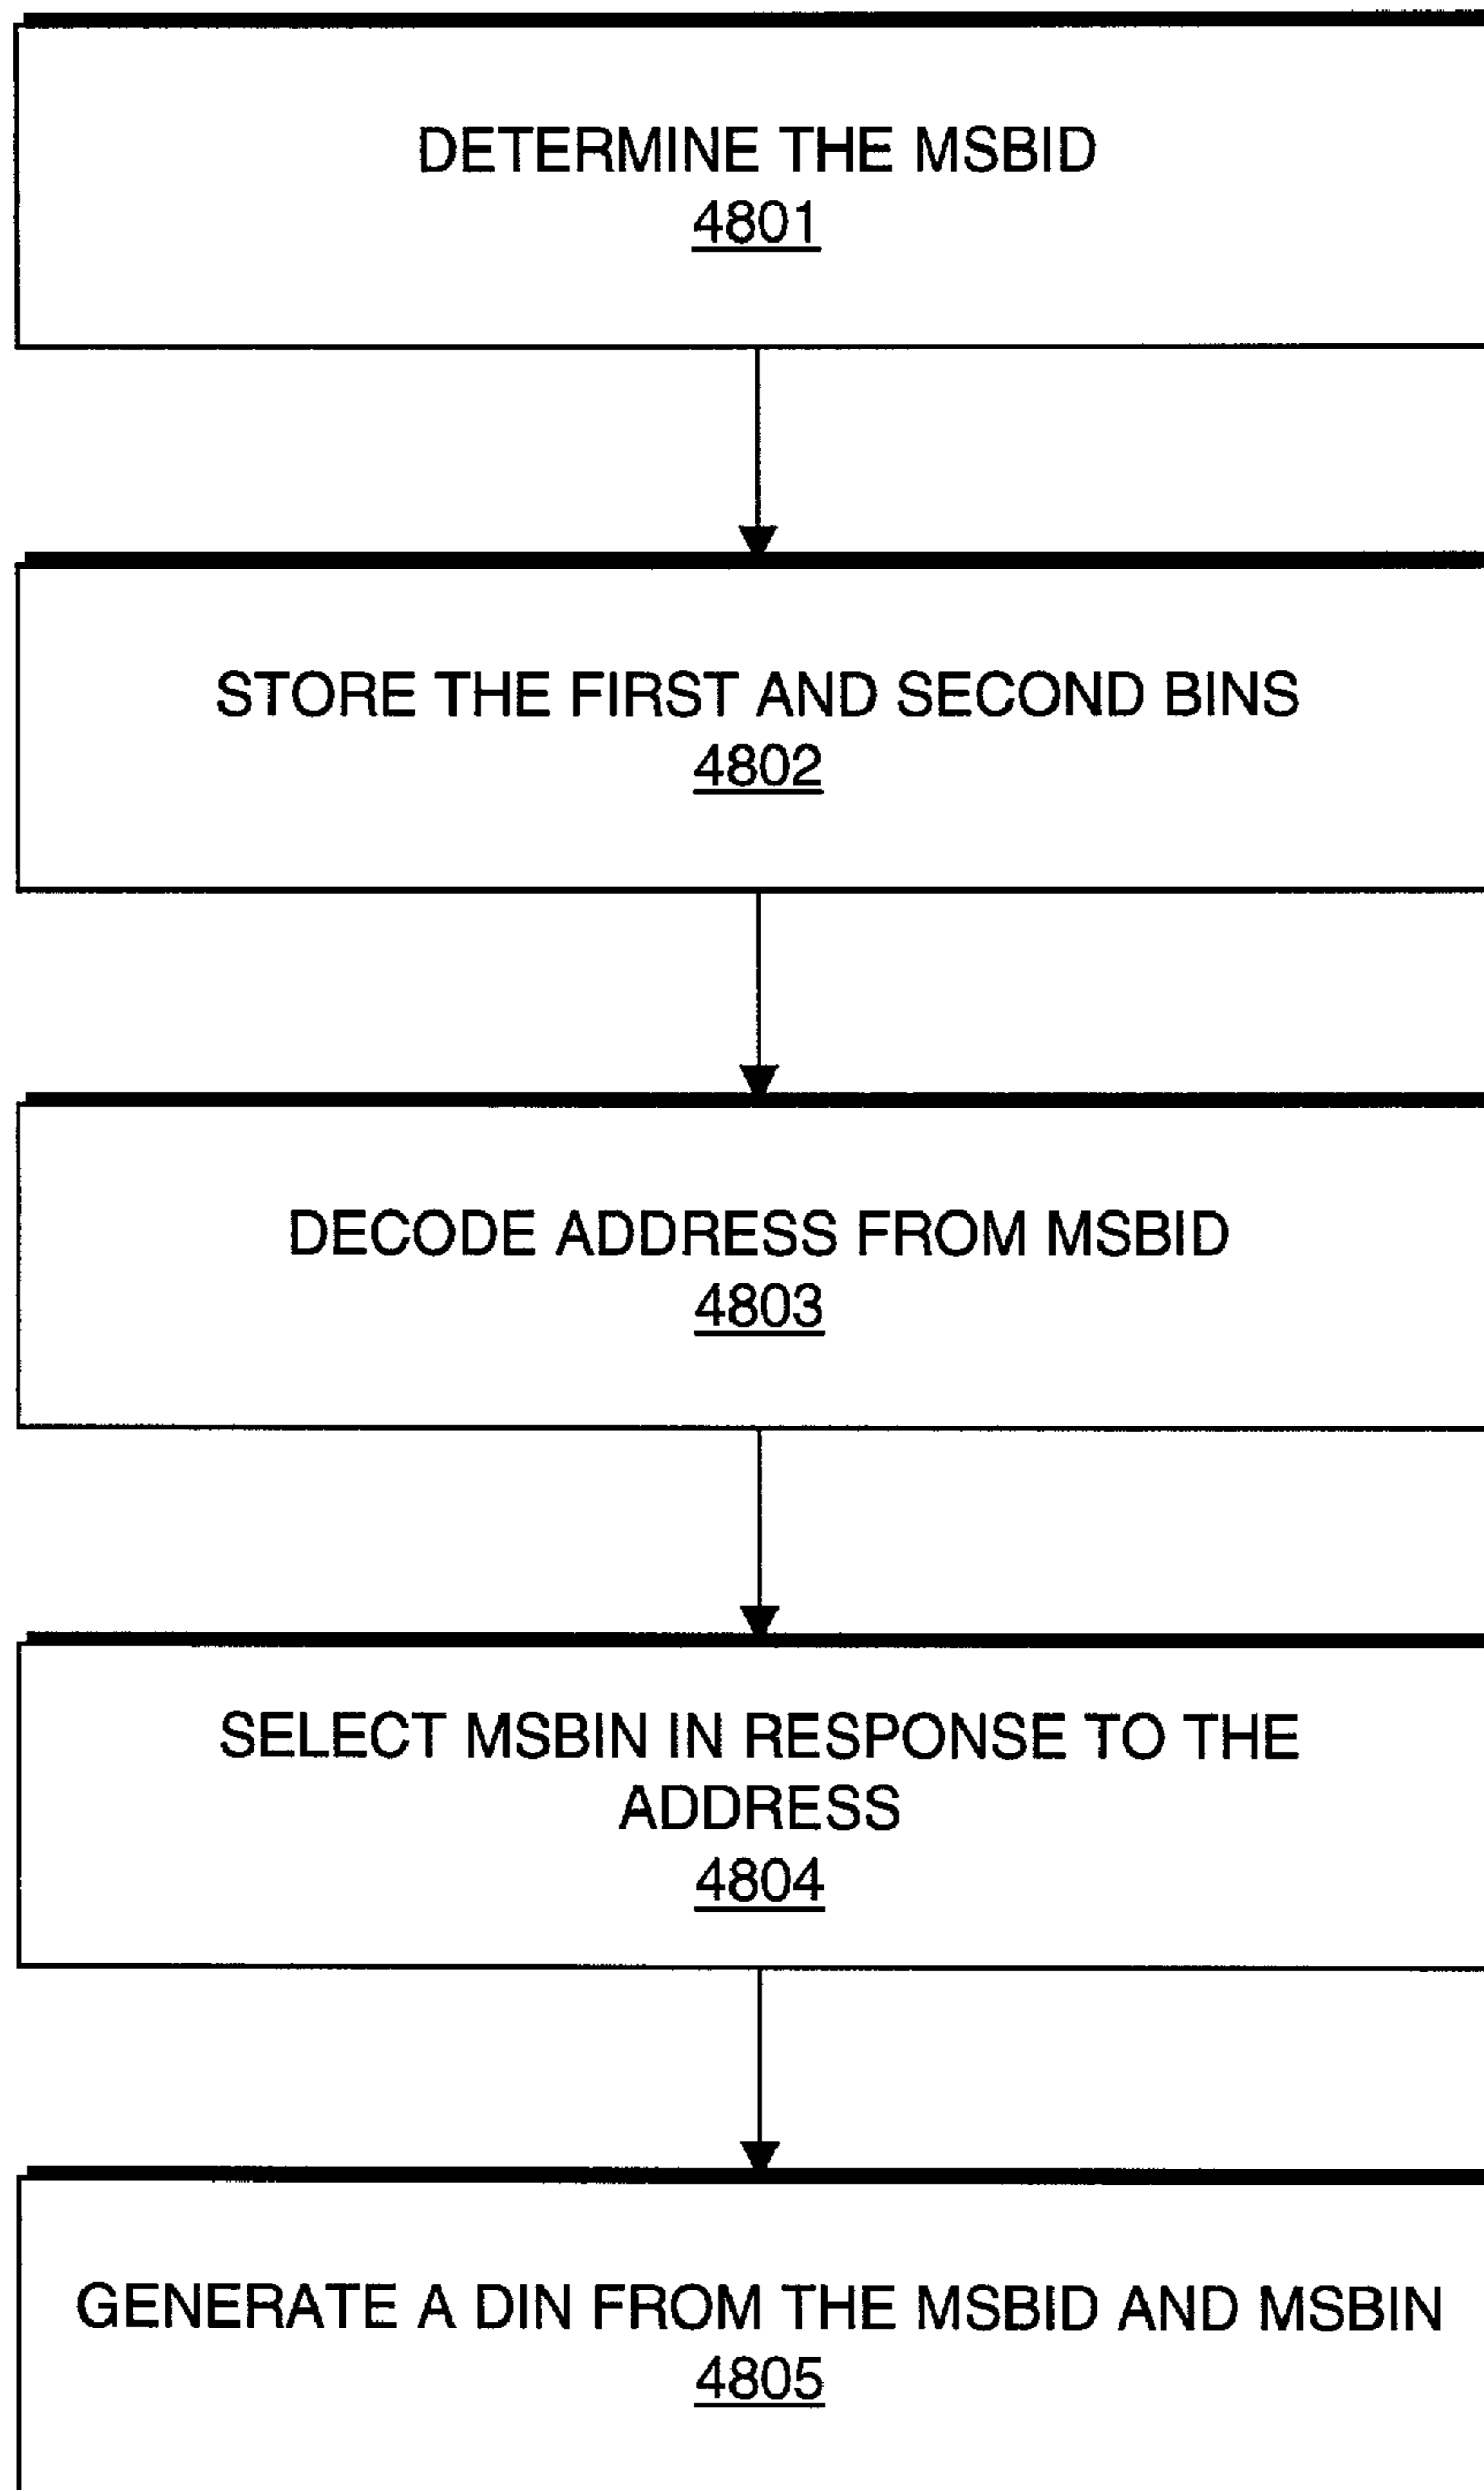 DETERMINE THE MSBID
4801
STORE THE FIRST AND SECOND BINS
4802
DECODE ADDRESS FROM MSBID
4803
SELECT MSBIN IN RESPONSE TO THE
ADDRESS
4804
GENERATE A DIN FROM THE MSBID AND MSBIN
4805